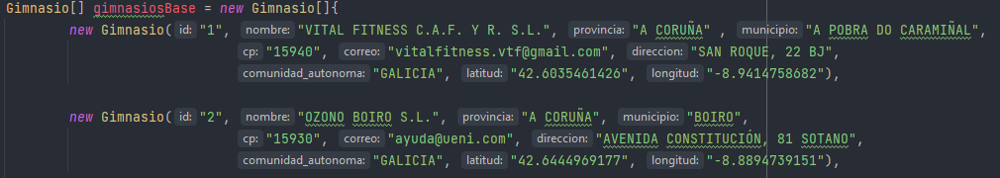 Gimnasio[] gimnasiosBase = new Gimnasio[]{
new Gimnasio( id: "1", nombre: "VITAL FITNESS C.A.F. Y R. S.L.", provincia: "A CORUÑA" , municipio: "A POBRA DO CARAMIÑAL",
cp: "15940", correo: "vitalfitness.vtf@gmail.com", direccion: "SAN ROQUE, 22 BJ",
comunidad_autonoma: "GALICIA", latitud: "42.6035461426", longitud: "-8.9414758682"),
new Gimnasio( id: "2", nombre: "OZONO BOIRO S.L.", provincia: "A CORUÑA", municipio: "BOIRO",
cp: "15930", correo: "ayuda@ueni.com", direccion: "AVENIDA CONSTITUCIÓN, 81 SOTANO",
comunidad_autonoma: "GALICIA", latitud: "42.6444969177", longitud: "-8.8894739151"),